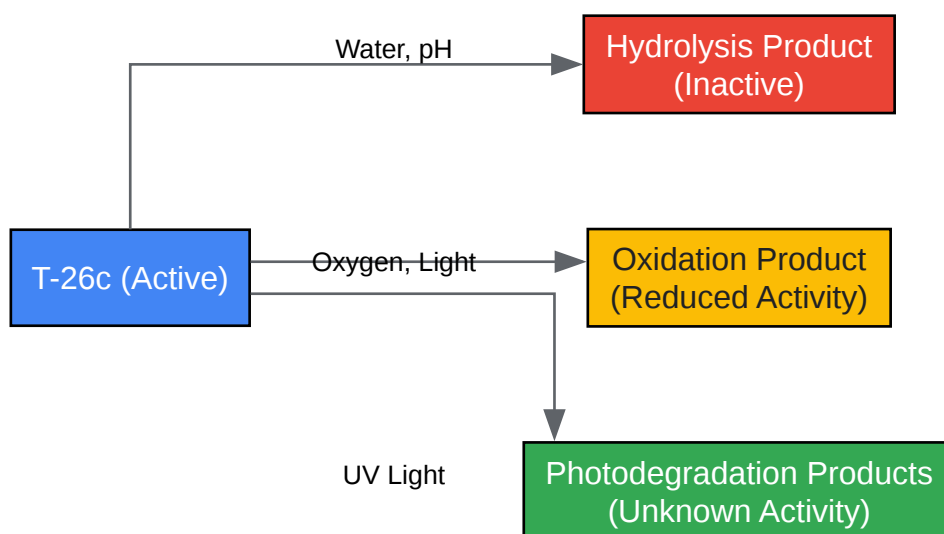 Water, pH
Hydrolysis Product
(Inactive)
T-26c (Active)
Oxygen, Light
Oxidation Product
(Reduced Activity)
UV Light
Photodegradation Products
(Unknown Activity)